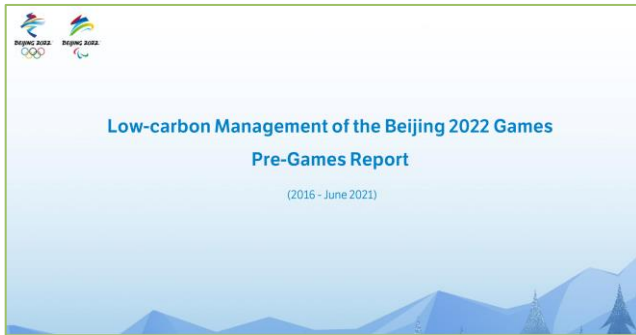 BEIJING 2022 BEIJING 2022
Low-carbon Management of the Beijing 2022 Games
Pre-Games Report
(2016 - June 2021)